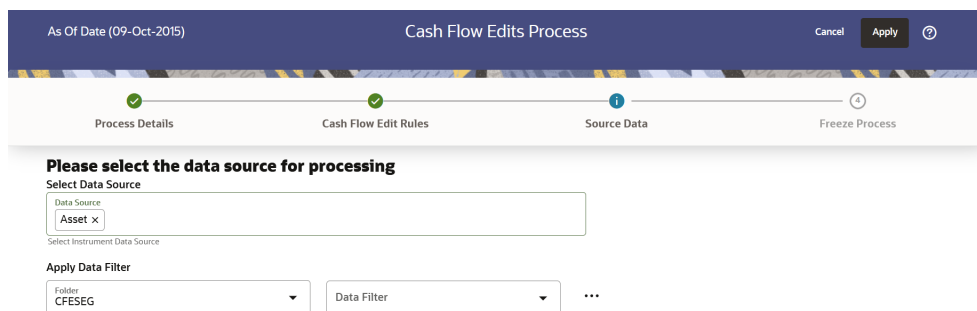 As Of Date (09-Oct-2015) Cash Flow Edits Process Cancel Apply ?
i 4
Process Details Cash Flow Edit Rules Source Data Freeze Process
Please select the data source for processing
Select Data Source
Data Source
Asset ×
Select Instrument Data Source
Apply Data Filter
Folder
CFESEG Data Filter ...